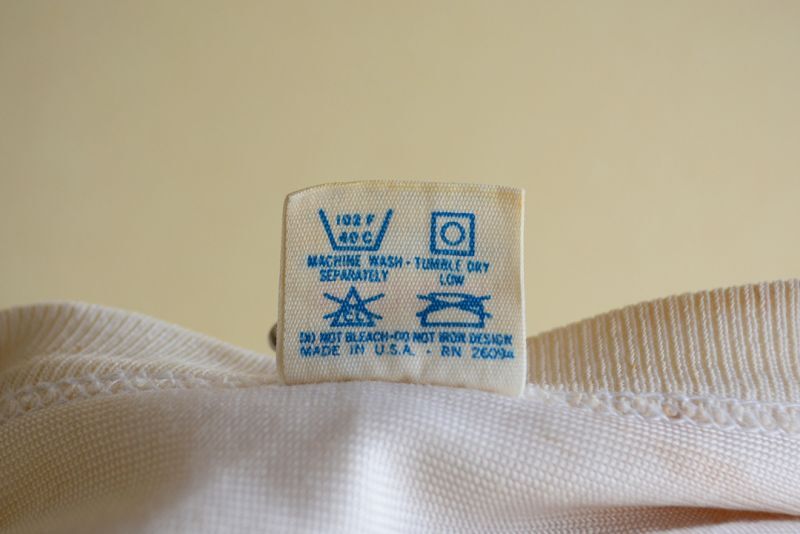 102 F
40 C
MACHINE WASH - TUMBLE DRY
SEPARATELY LOW
CL
DO NOT BLEACH-DO NOT IRON DESIGN
MADE IN U.S.A. - RN 26094